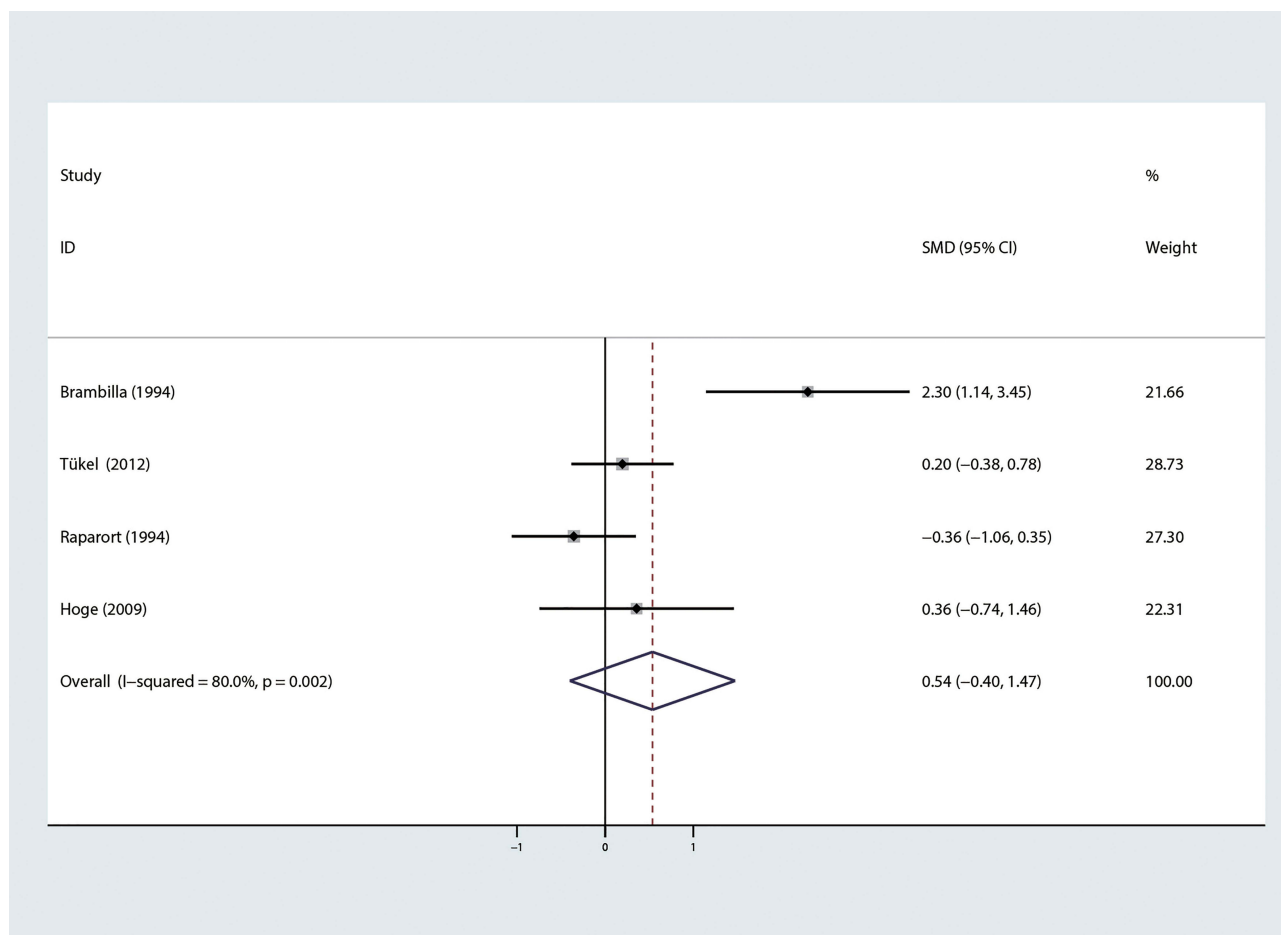 Study %
ID SMD (95% CI) Weight
Brambilla (1994) 2.30 (1.14, 3.45) 21.66
Tükel (2012) 0.20 (−0.38, 0.78) 28.73
Raparort (1994) −0.36 (−1.06, 0.35) 27.30
Hoge (2009) 0.36 (−0.74, 1.46) 22.31
Overall (I−squared = 80.0%, p = 0.002) 0.54 (−0.40, 1.47) 100.00
−1 0 1